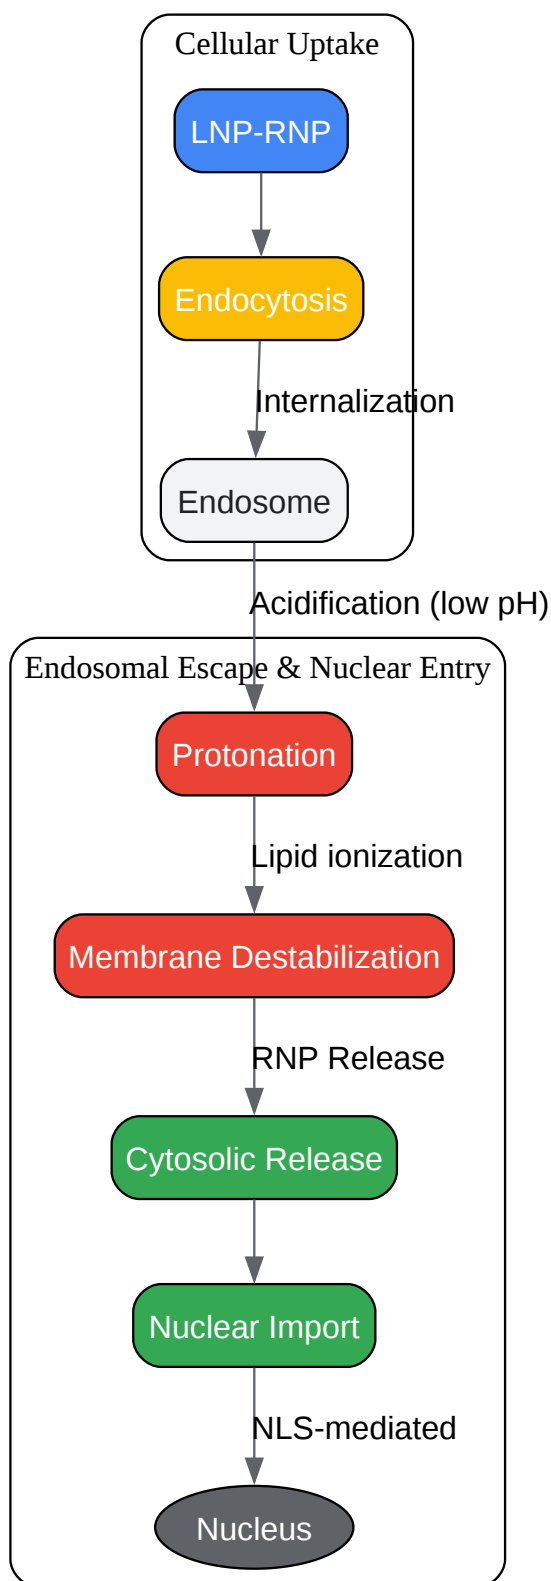 Cellular Uptake
LNP-RNP
Endocytosis
Internalization
Endosome
Acidification (low pH)
Endosomal Escape & Nuclear Entry
Protonation
Lipid ionization
Membrane Destabilization
RNP Release
Cytosolic Release
Nuclear Import
NLS-mediated
Nucleus